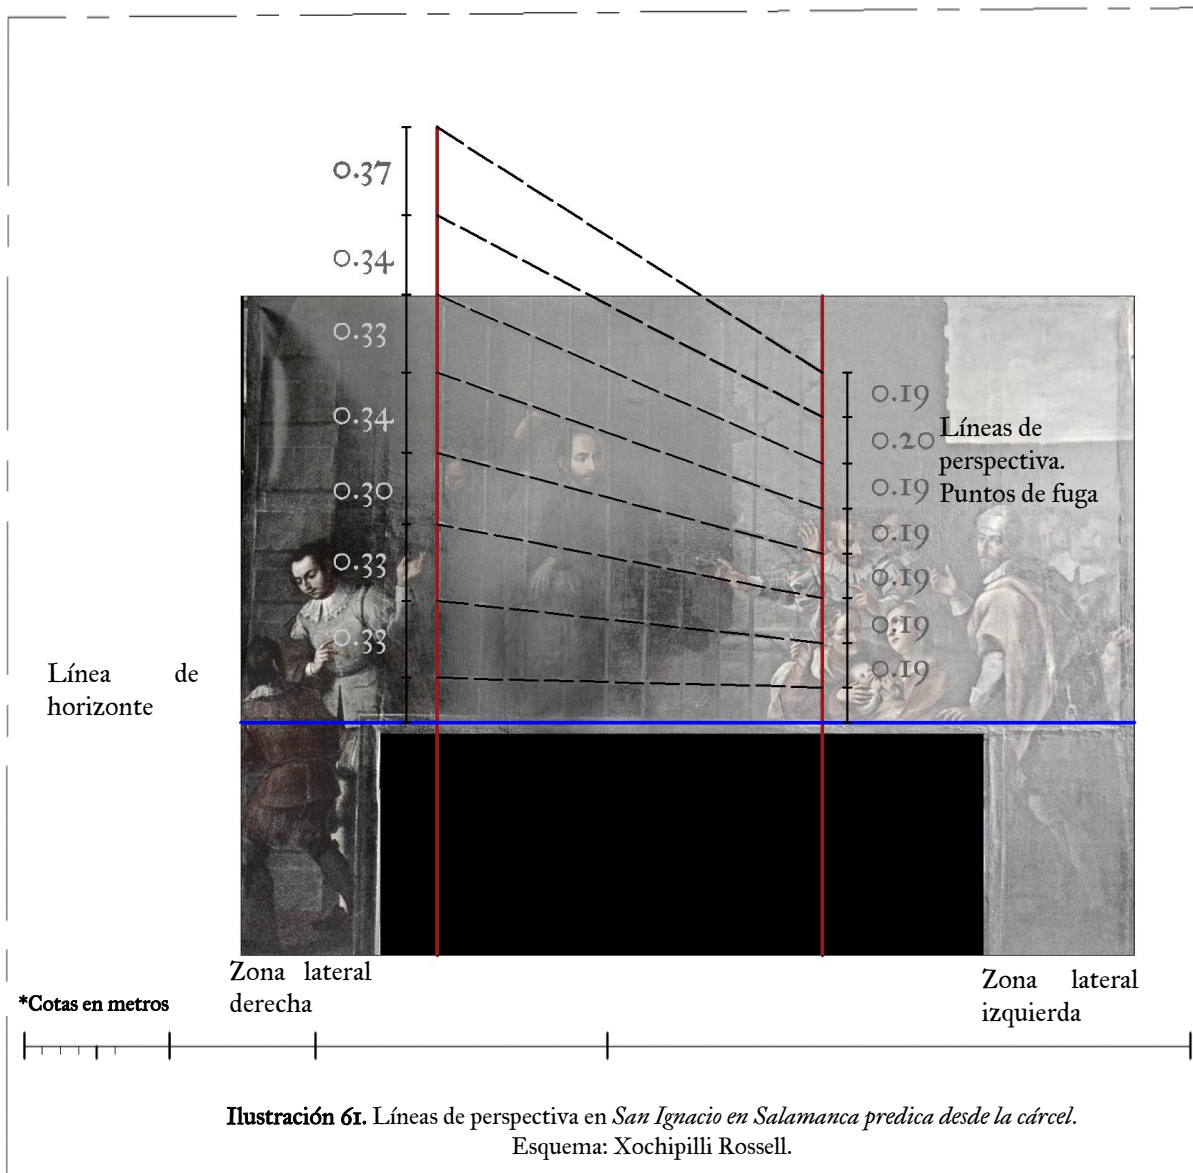 0.37
0.34
0.33
0.34
0.30
0.33
0.33
0.19
0.20
0.19
0.19
0.19
0.19
0.19
Líneas de
perspectiva.
Puntos de fuga
Línea de
horizonte
Zona lateral
derecha
Zona lateral
izquierda
*Cotas en metros
Ilustración 61. Líneas de perspectiva en San Ignacio en Salamanca predica desde la cárcel.
Esquema: Xochipilli Rossell.